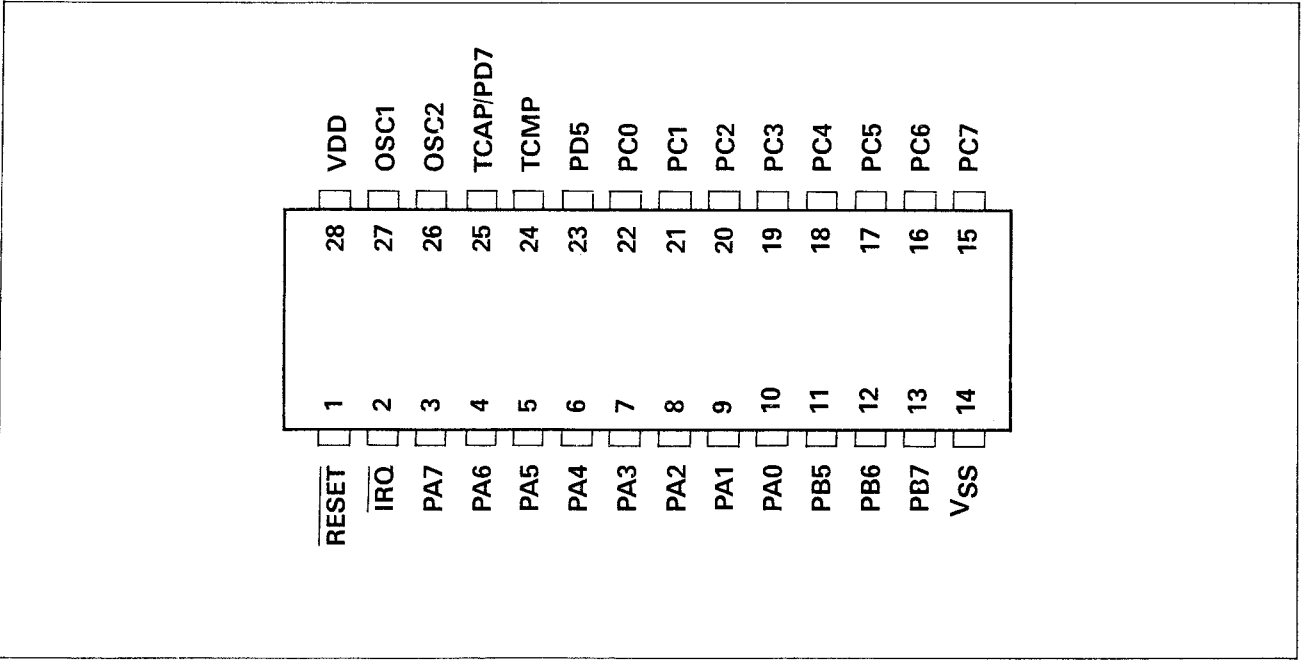 VDD
OSC1
OSC2
TCAP/PD7
TCMP
PD5
PC0
PC1
PC2
PC3
PC4
PC5
PC6
PC7
28
27
26
25
24
23
22
21
20
19
18
17
16
15
1
2
3
4
5
6
7
8
9
10
11
12
13
14
RESET
IRQ
PA7
PA6
PA5
PA4
PA3
PA2
PA1
PA0
PB5
PB6
PB7
VSS